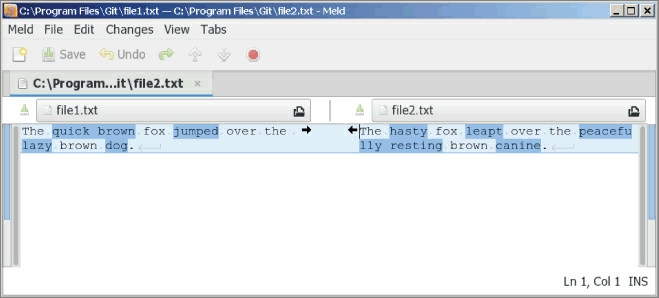 C:\Program Files\Git\file1.txt — C:\Program Files\Git\file2.txt - Meld
Meld File Edit Changes View Tabs
Save Undo
C:\Program...it\file2.txt
file1.txt
file2.txt
The quick brown fox jumped over the
lazy brown dog.
The hasty fox leapt over the peacefu
lly resting brown canine.
Ln 1, Col 1 INS